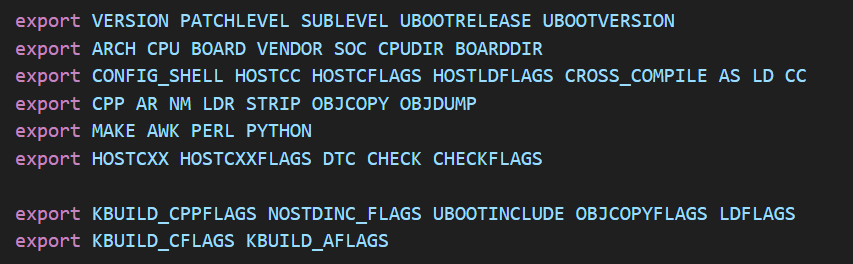 export VERSION PATCHLEVEL SUBLEVEL UBOOTRELEASE UBOOTVERSION
export ARCH CPU BOARD VENDOR SOC CPUDIR BOARDDIR
export CONFIG_SHELL HOSTCC HOSTCFLAGS HOSTLDFLAGS CROSS_COMPILE AS LD CC
export CPP AR NM LDR STRIP OBJCOPY OBJDUMP
export MAKE AWK PERL PYTHON
export HOSTCXX HOSTCXXFLAGS DTC CHECK CHECKFLAGS
export KBUILD_CPPFLAGS NOSTDINC_FLAGS UBOOTINCLUDE OBJCOPYFLAGS LDFLAGS
export KBUILD_CFLAGS KBUILD_AFLAGS